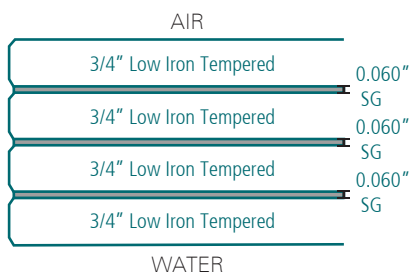 AIR
3/4” Low Iron Tempered
0.060”
SG
3/4” Low Iron Tempered
0.060”
SG
3/4” Low Iron Tempered
0.060”
SG
3/4” Low Iron Tempered
WATER